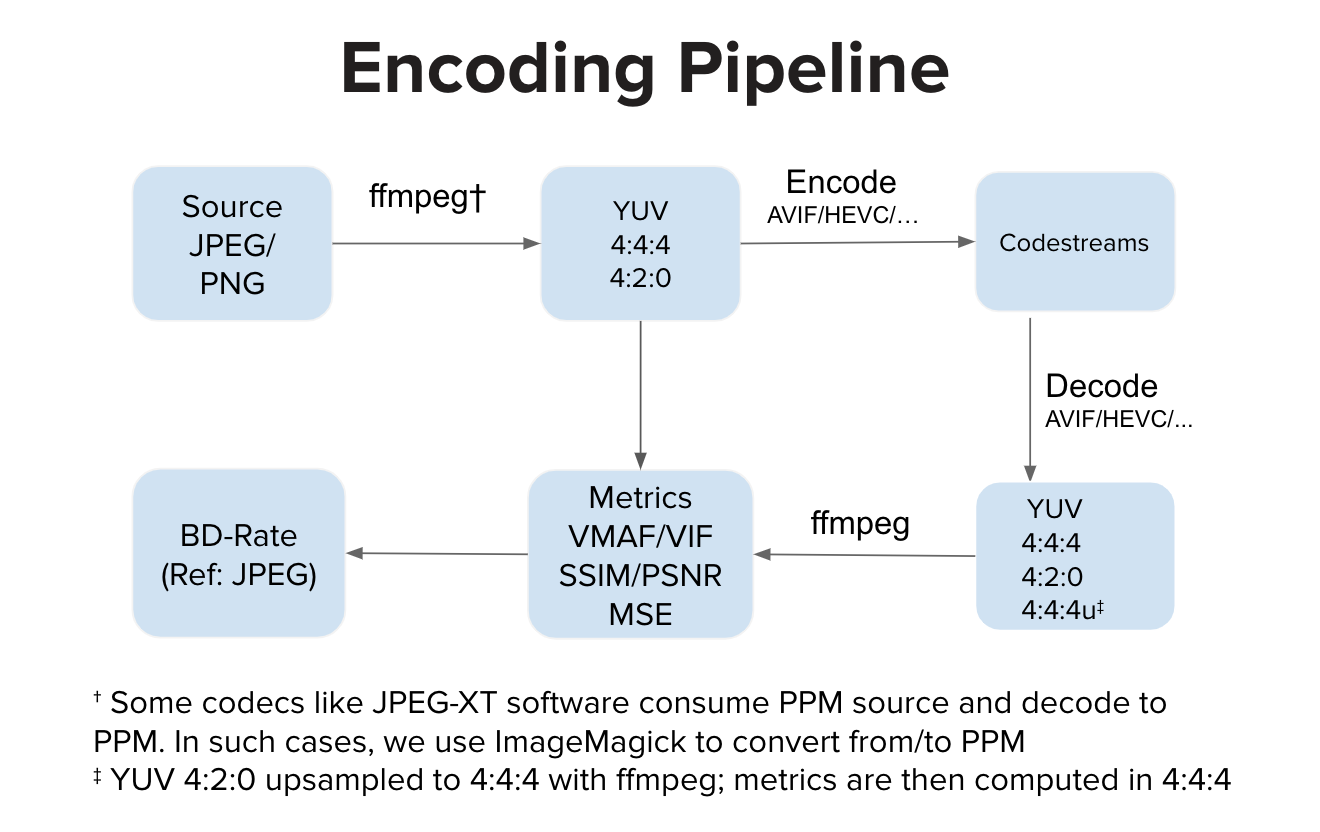 Encoding Pipeline
Source
JPEG/
PNG
ffmpeg†
YUV
4:4:4
4:2:0
Encode
AVIF/HEVC/…
Codestreams
Decode
AVIF/HEVC/...
BD-Rate
(Ref: JPEG)
Metrics
VMAF/VIF
SSIM/PSNR
MSE
ffmpeg
YUV
4:4:4
4:2:0
4:4:4u‡
† Some codecs like JPEG-XT software consume PPM source and decode to
PPM. In such cases, we use ImageMagick to convert from/to PPM
‡ YUV 4:2:0 upsampled to 4:4:4 with ffmpeg; metrics are then computed in 4:4:4